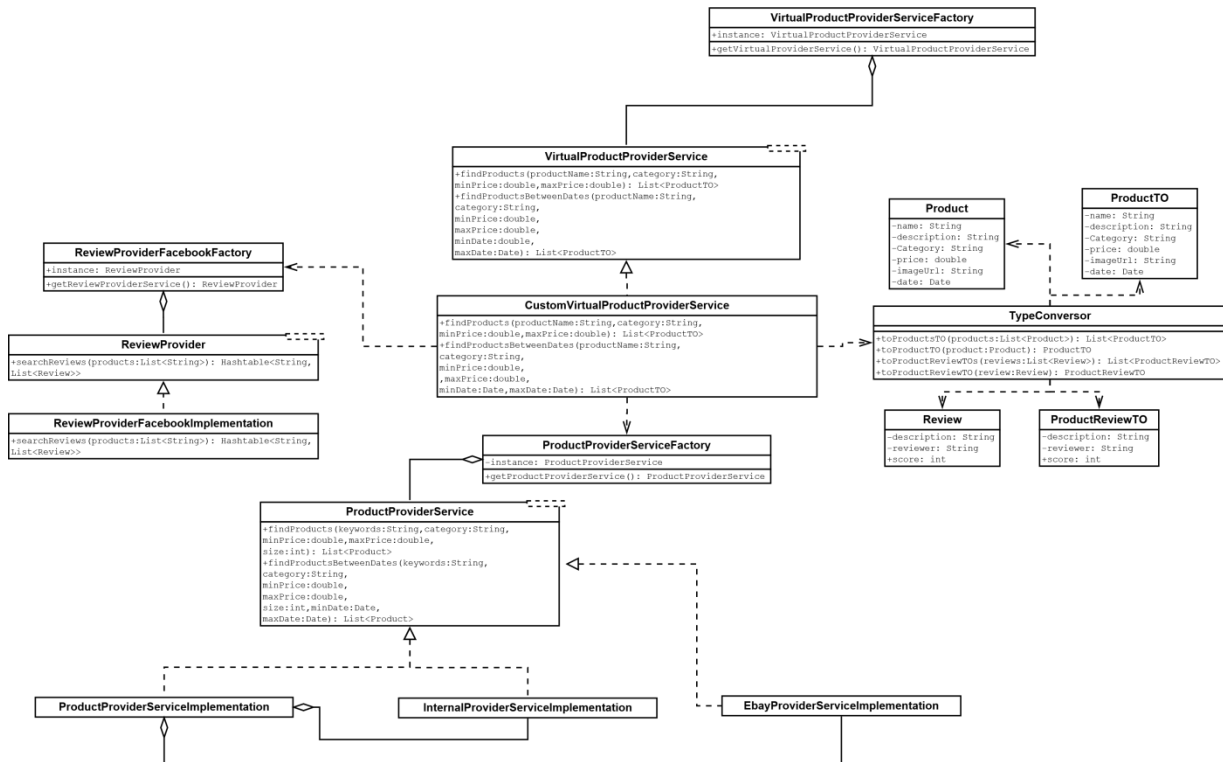 VirtualProductProviderServiceFactory
+instance: VirtualProductProviderService
+getVirtualProviderService(): VirtualProductProviderService
VirtualProductProviderService
+findProducts(productName:String,category:String,
minPrice:double,maxPrice:double): List<ProductTO>
+findProductsBetweenDates(productName:String,
category:String,
minPrice:double,
maxPrice:double,
minDate:double,
maxDate:Date): List<ProductTO>
Product
-name: String
-description: String
-Category: String
-price: double
-imageUrl: String
-date: Date
ProductTO
-name: String
-description: String
-Category: String
-price: double
-imageUrl: String
-date: Date
ReviewProviderFacebookFactory
+instance: ReviewProvider
+getReviewProviderService(): ReviewProvider
CustomVirtualProductProviderService
+findProducts(productName:String,category:String,
minPrice:double,maxPrice:double): List<ProductTO>
+findProductsBetweenDates(productName:String,
category:String,
minPrice:double,
,maxPrice:double,
minDate:Date,maxDate:Date): List<ProductTO>
TypeConversor
+toProductsTO(products:List<Product>): List<ProductTO>
+toProductTO(product:Product): ProductTO
+toProductReviewTOs(reviews:List<Review>): List<ProductReviewTO>
+toProductReviewTO(review:Review): ProductReviewTO
ReviewProvider
+searchReviews(products:List<String>): Hashtable<String,
List<Review>>
ReviewProviderFacebookImplementation
+searchReviews(products:List<String>): Hashtable<String,
List<Review>>
Review
-description: String
-reviewer: String
+score: int
ProductReviewTO
-description: String
-reviewer: String
+score: int
ProductProviderServiceFactory
-instance: ProductProviderService
+getProductProviderService(): ProductProviderService
ProductProviderService
+findProducts(keywords:String,category:String,
minPrice:double,maxPrice:double,
size:int): List<Product>
+findProductsBetweenDates(keywords:String,
category:String,
minPrice:double,
maxPrice:double,
size:int,minDate:Date,
maxDate:Date): List<Product>
ProductProviderServiceImplementation
InternalProviderServiceImplementation
EbayProviderServiceImplementation